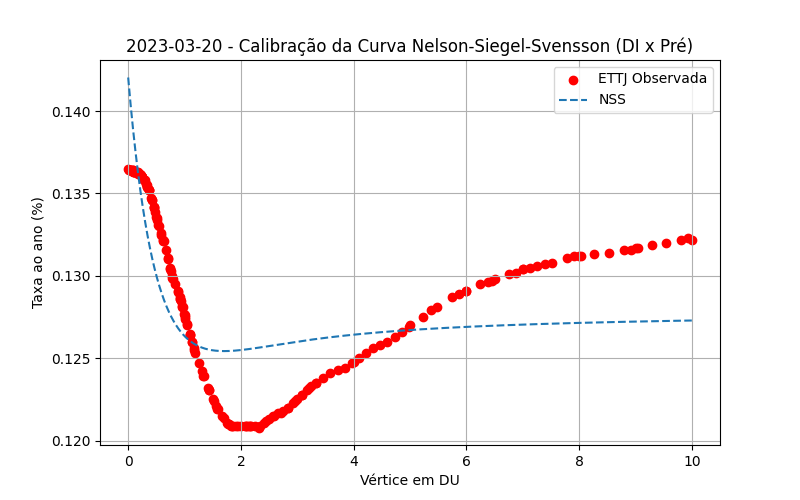 2023-03-20 - Calibração da Curva Nelson-Siegel-Svensson (DI x Pré)
ETTJ Observada
NSS
Taxa ao ano (%)
0.140
0.135
0.130
0.125
0.120
0 2 4 6 8 10
Vértice em DU